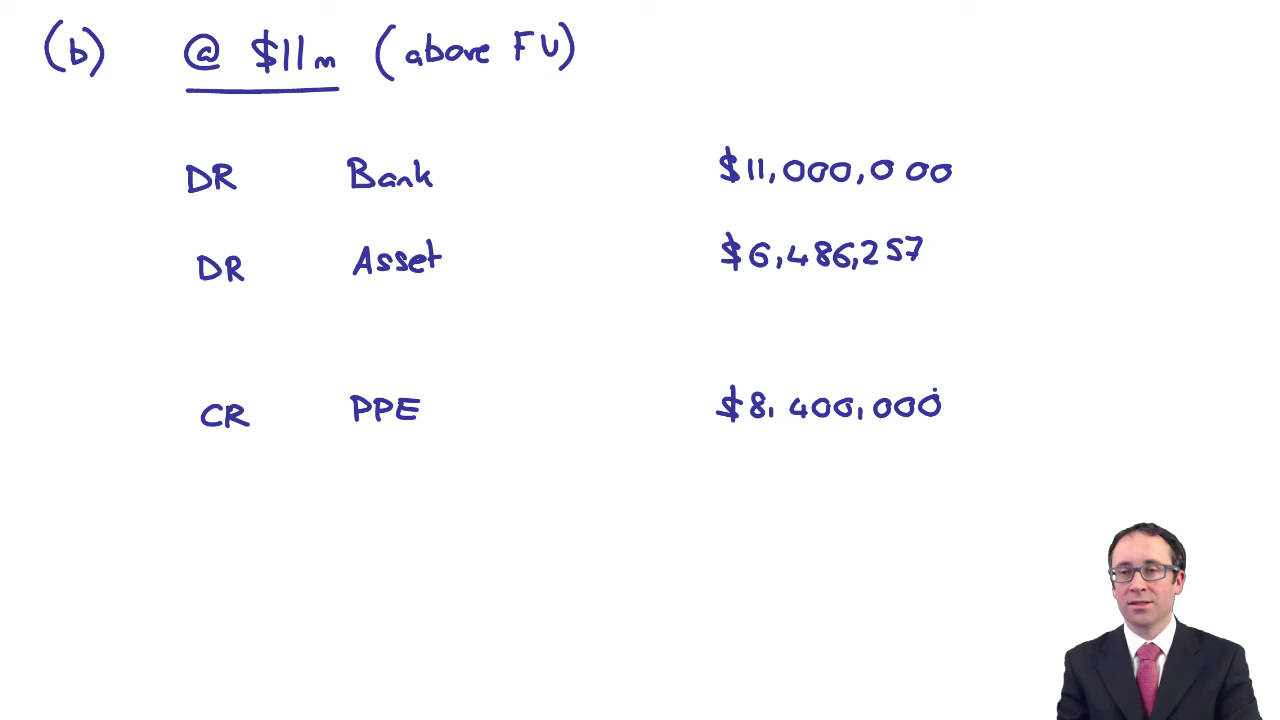 (b) @ $11m (above FV)
DR Bank $11,000,000
DR Asset $6,486,257
CR PPE $8,400,000